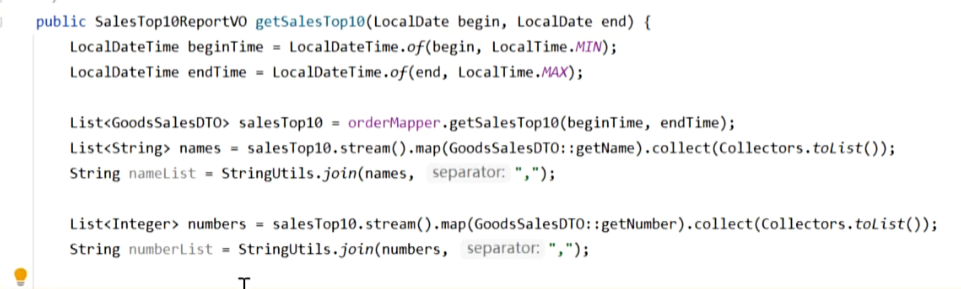 public SalesTop10ReportVO getSalesTop10(LocalDate begin, LocalDate end) {
LocalDateTime beginTime = LocalDateTime.of(begin, LocalTime.MIN);
LocalDateTime endTime = LocalDateTime.of(end, LocalTime.MAX);
List<GoodsSalesDTO> salesTop10 = orderMapper.getSalesTop10(beginTime, endTime);
List<String> names = salesTop10.stream().map(GoodsSalesDTO::getName).collect(Collectors.toList());
String nameList = StringUtils.join(names, separator: ",");
List<Integer> numbers = salesTop10.stream().map(GoodsSalesDTO::getNumber).collect(Collectors.toList());
String numberList = StringUtils.join(numbers, separator: ",");